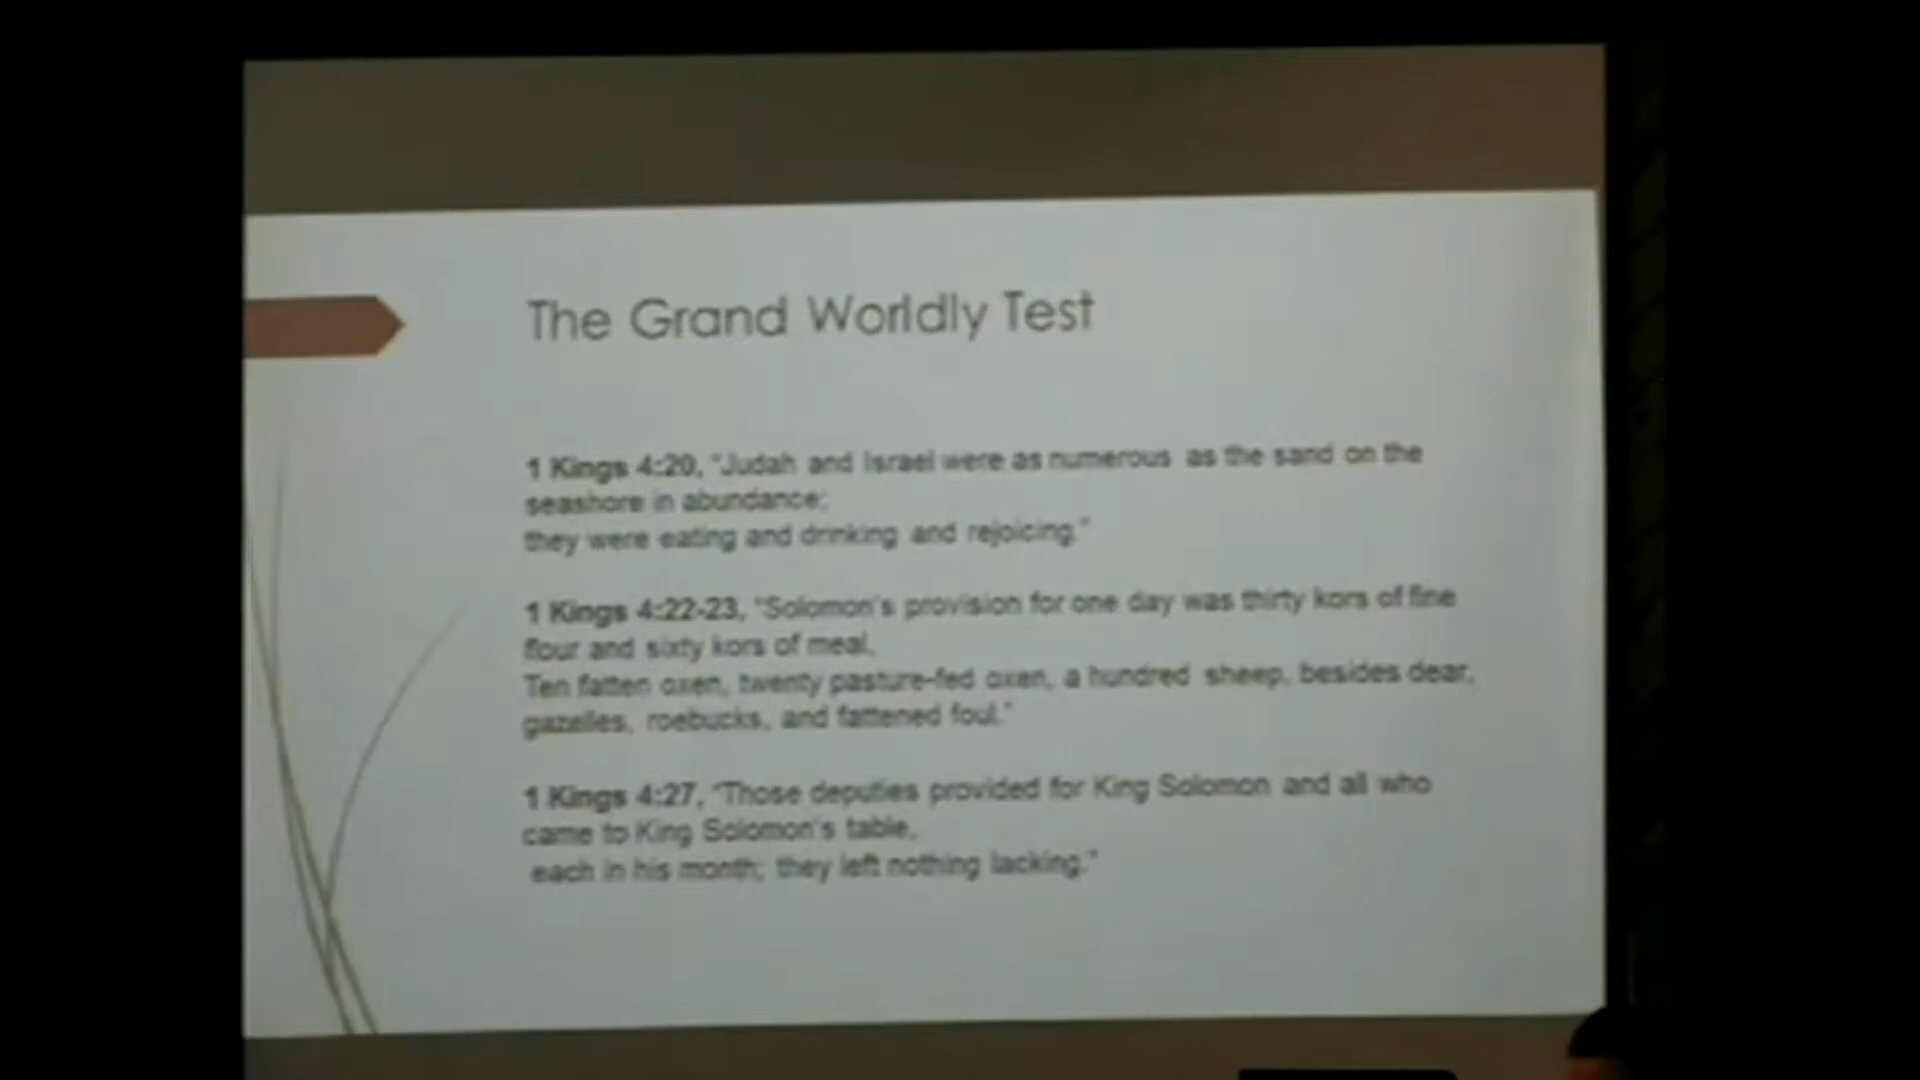 The Grand Worldly Test
1 Kings 4:20, "Judah and Israel were as numerous as the sand on the
seashore in abundance;
they were eating and drinking and rejoicing."
1 Kings 4:22-23, "Solomon's provision for one day was thirty kors of fine
flour and sixty kors of meal,
Ten fatten oxen, twenty pasture-fed oxen, a hundred sheep, besides dear,
gazelles, roebucks, and fattened foul."
1 Kings 4:27, "Those deputies provided for King Solomon and all who
came to King Solomon's table,
each in his month; they left nothing lacking."